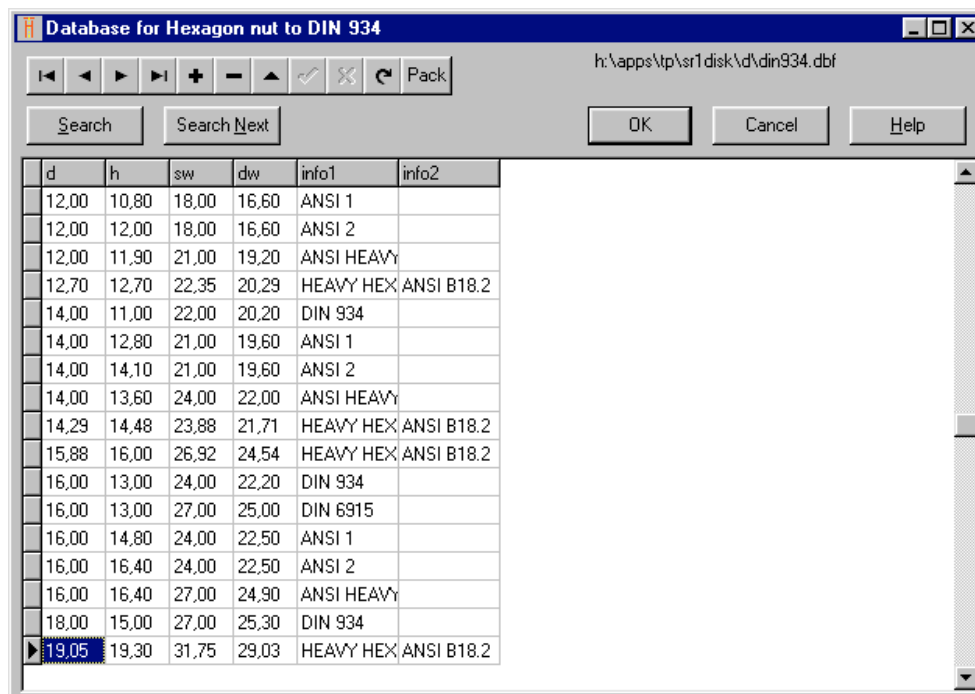 Database for Hexagon nut to DIN 934
Pack
h:\apps\tp\sr1disk\d\din934.dbf
Search Search Next OK Cancel Help
d h sw dw info1 info2
12,00 10,80 18,00 16,60 ANSI 1
12,00 12,00 18,00 16,60 ANSI 2
12,00 11,90 21,00 19,20 ANSI HEAVY
12,70 12,70 22,35 20,29 HEAVY HEX ANSI B18.2
14,00 11,00 22,00 20,20 DIN 934
14,00 12,80 21,00 19,60 ANSI 1
14,00 14,10 21,00 19,60 ANSI 2
14,00 13,60 24,00 22,00 ANSI HEAVY
14,29 14,48 23,88 21,71 HEAVY HEX ANSI B18.2
15,88 16,00 26,92 24,54 HEAVY HEX ANSI B18.2
16,00 13,00 24,00 22,20 DIN 934
16,00 13,00 27,00 25,00 DIN 6915
16,00 14,80 24,00 22,50 ANSI 1
16,00 16,40 24,00 22,50 ANSI 2
16,00 16,40 27,00 24,90 ANSI HEAVY
18,00 15,00 27,00 25,30 DIN 934
19,05 19,30 31,75 29,03 HEAVY HEX ANSI B18.2